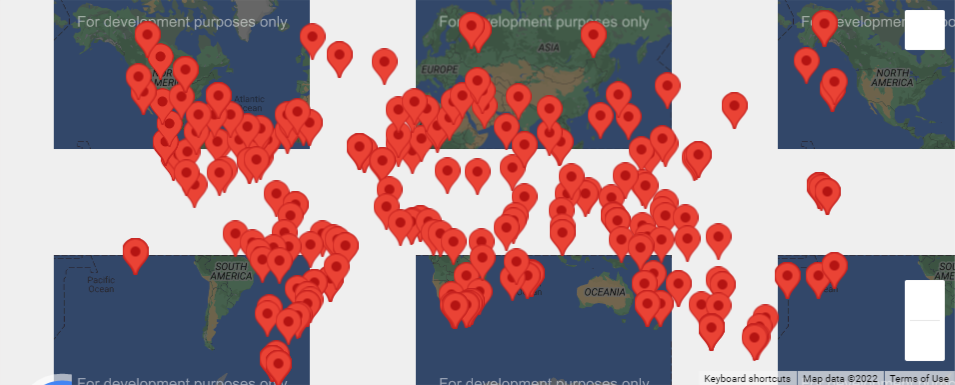 For development purposes only
For development purposes only
For development purposes only
ASIA
EUROPE
NORTH
AMERICA
Atlantic
Ocean
SOUTH
AMERICA
Pacific
Ocean
OCEANIA
For development purposes only
For development purposes only
Keyboard shortcuts
Map data ©2022
Terms of Use